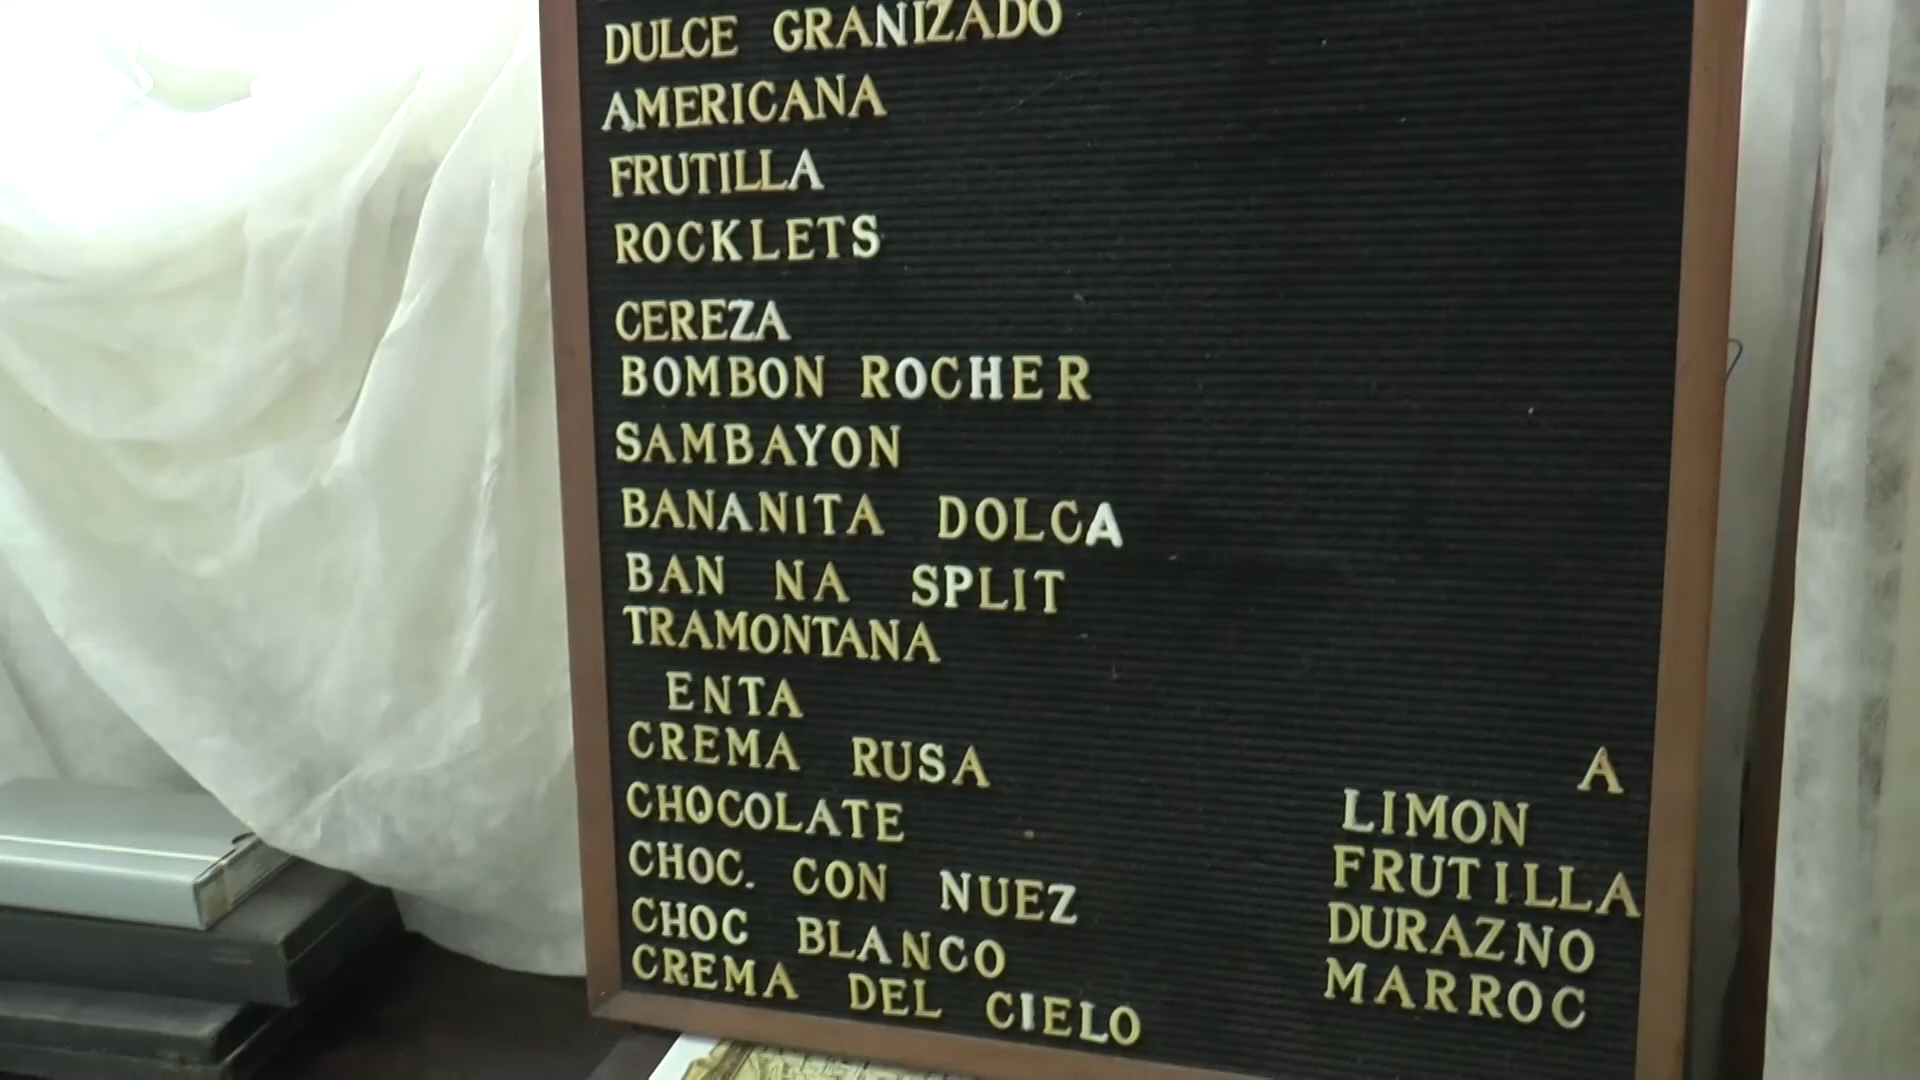 DULCE GRANIZADO
AMERICANA
FRUTILLA
ROCKLETS
CEREZA
BOMBON ROCHER
SAMBAYON
BANANITA DOLCA
BAN NA SPLIT
TRAMONTANA
ENTA
CREMA RUSA
CHOCOLATE
CHOC. CON NUEZ
CHOC BLANCO
CREMA DEL CIELO
A
LIMON
FRUTILLA
DURAZNO
MARROC